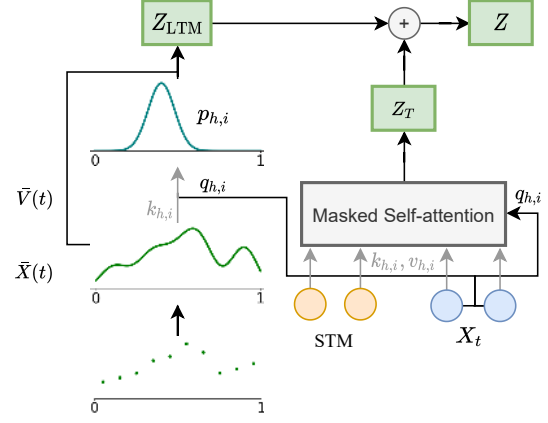 Z_LTM
+
Z
p_{h,i}
Z_T
0 1
V̄(t)
q_{h,i}
q_{h,i}
k_{h,i}
Masked Self-attention
X̄(t)
k_{h,i}, v_{h,i}
0 1
STM
X_t
0 1